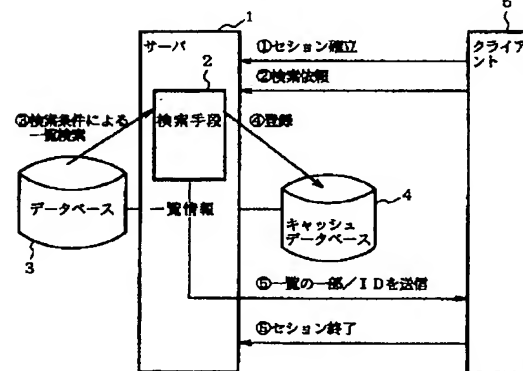 1
5
サーバ
クライア
ント
①セション確立
②検索依頼
2
検索手段
③検索条件による
一覧検索
④登録
データベース
一覧情報
キャッシュ
データベース
4
3
⑤一覧の一部/IDを送信
⑥セション終了